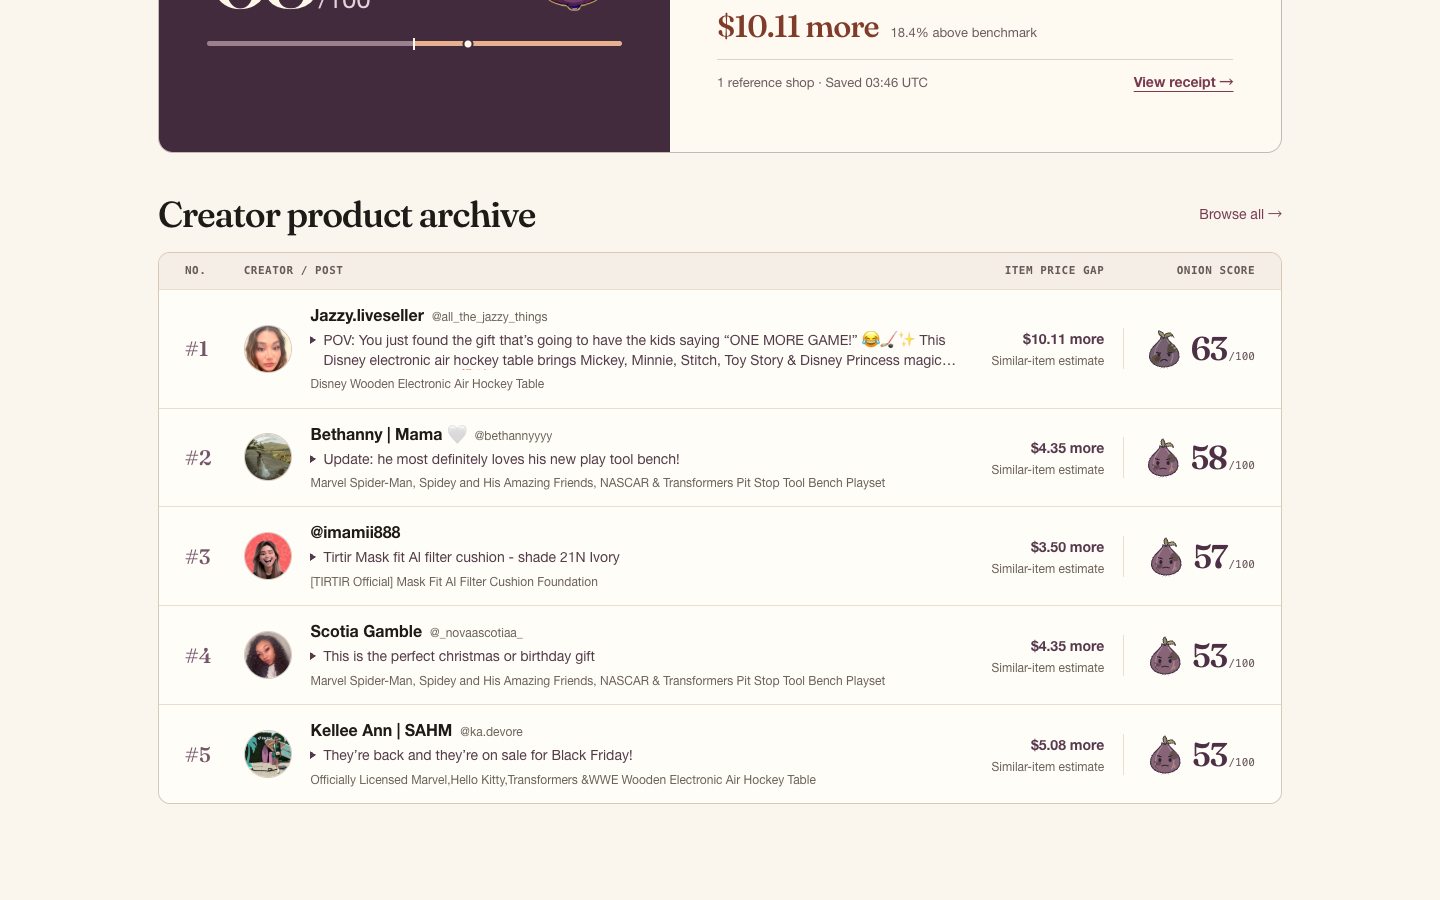 /100
$10.11 more 18.4% above benchmark
1 reference shop · Saved 03:46 UTC
View receipt →
Creator product archive
Browse all →
NO. CREATOR / POST ITEM PRICE GAP ONION SCORE
#1
Jazzy.liveseller @all_the_jazzy_things
POV: You just found the gift that’s going to have the kids saying “ONE MORE GAME!” 😂🏒✨ This
Disney electronic air hockey table brings Mickey, Minnie, Stitch, Toy Story & Disney Princess magic…
Disney Wooden Electronic Air Hockey Table
$10.11 more
Similar-item estimate
63/100
#2
Bethanny | Mama 🤍 @bethannyyyy
Update: he most definitely loves his new play tool bench!
Marvel Spider-Man, Spidey and His Amazing Friends, NASCAR & Transformers Pit Stop Tool Bench Playset
$4.35 more
Similar-item estimate
58/100
#3
@imamii888
Tirtir Mask fit AI filter cushion - shade 21N Ivory
[TIRTIR Official] Mask Fit AI Filter Cushion Foundation
$3.50 more
Similar-item estimate
57/100
#4
Scotia Gamble @_novaascotiaa_
This is the perfect christmas or birthday gift
Marvel Spider-Man, Spidey and His Amazing Friends, NASCAR & Transformers Pit Stop Tool Bench Playset
$4.35 more
Similar-item estimate
53/100
#5
Kellee Ann | SAHM @ka.devore
They’re back and they’re on sale for Black Friday!
Officially Licensed Marvel,Hello Kitty,Transformers &WWE Wooden Electronic Air Hockey Table
$5.08 more
Similar-item estimate
53/100